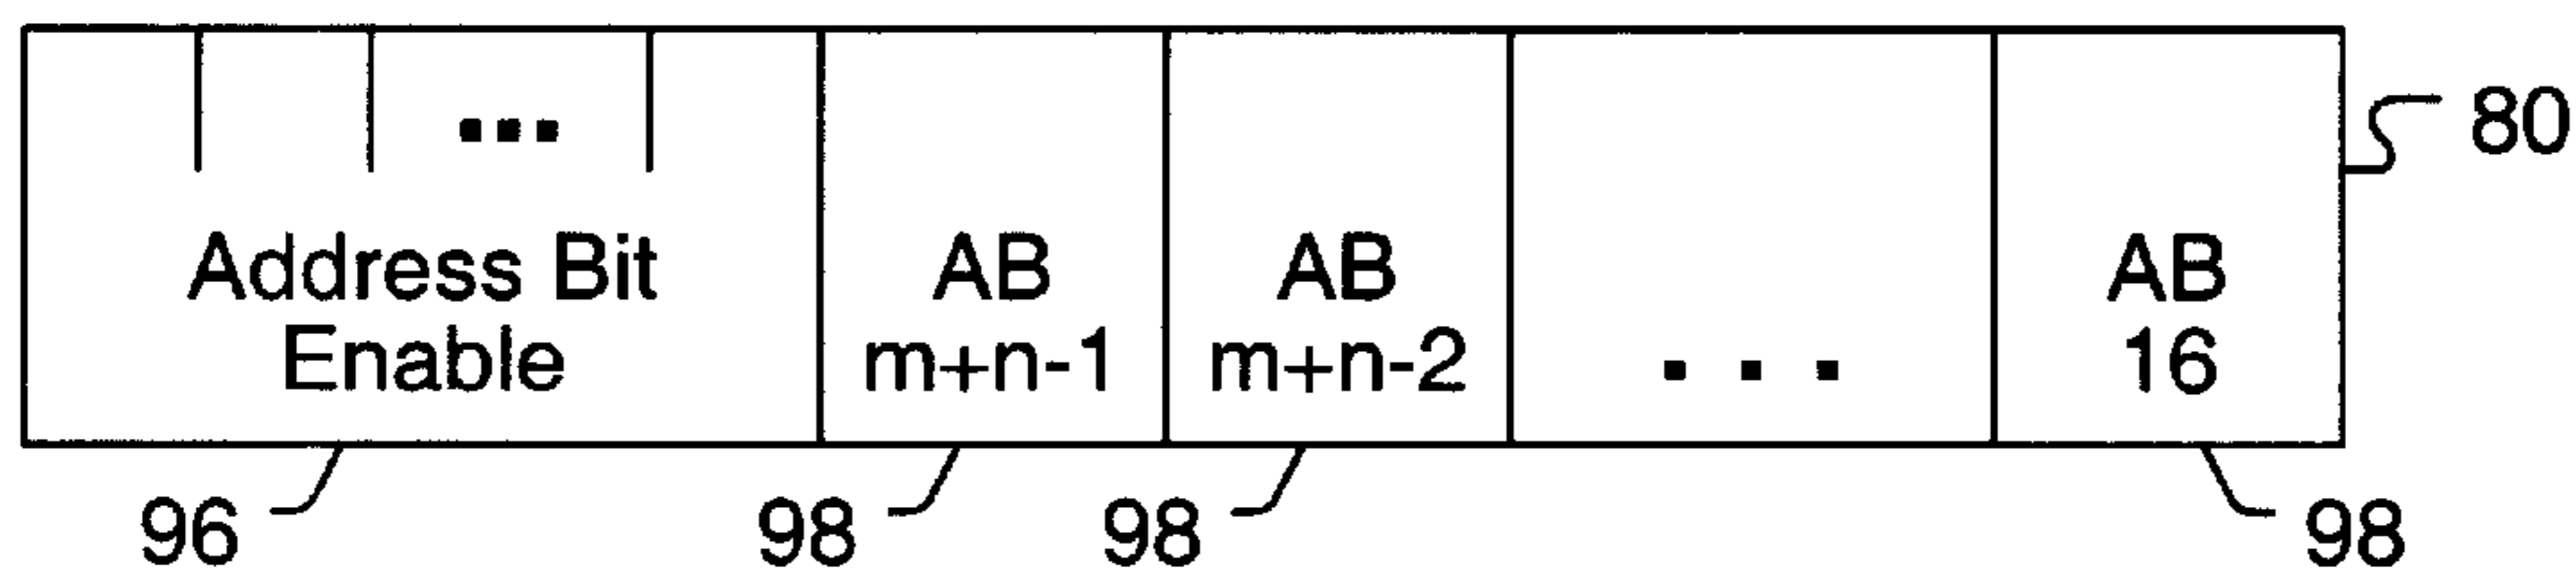 ...
80
Address Bit
Enable
AB
m+n-1
AB
m+n-2
. . .
AB
16
96
98
98
98